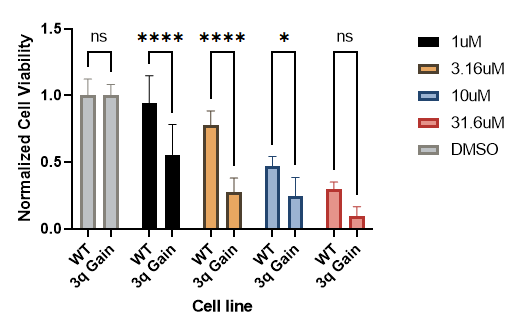 1.5
1.0
0.5
0.0
Normalized Cell Viability
ns
****
****
*
ns
WT
3q Gain
WT
3q Gain
WT
3q Gain
WT
3q Gain
WT
3q Gain
Cell line
1uM
3.16uM
10uM
31.6uM
DMSO